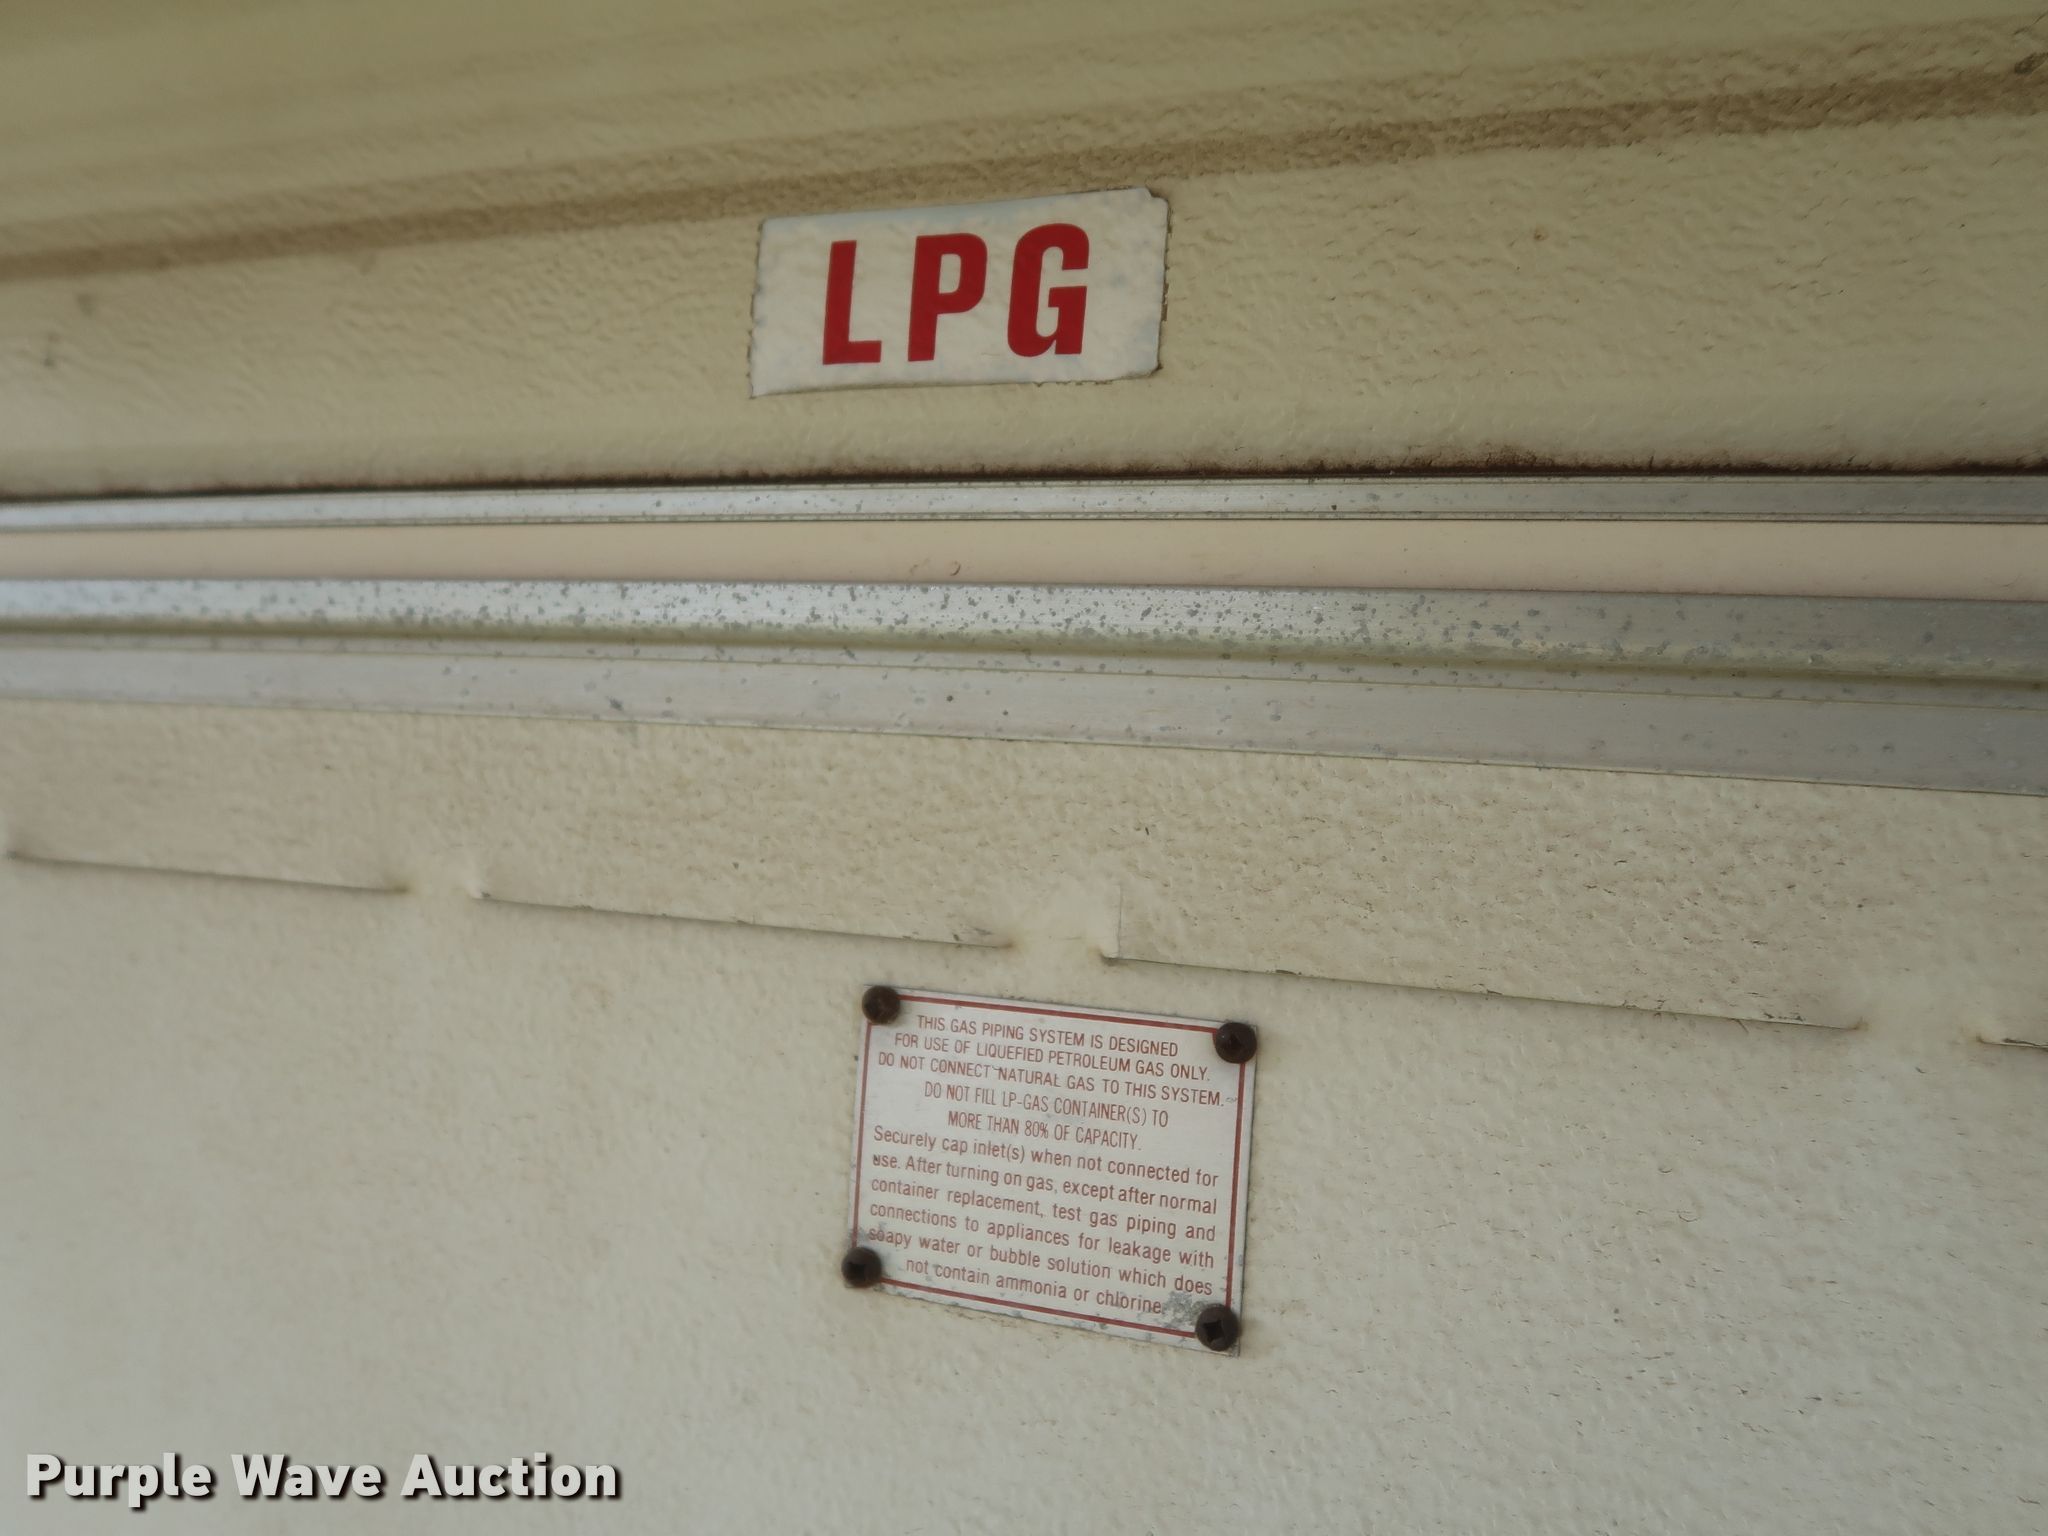 LPG
THIS GAS PIPING SYSTEM IS DESIGNED
FOR USE OF LIQUEFIED PETROLEUM GAS ONLY.
DO NOT CONNECT NATURAL GAS TO THIS SYSTEM.
DO NOT FILL LP-GAS CONTAINER(S) TO
MORE THAN 80% OF CAPACITY.
Securely cap inlet(s) when not connected for
use. After turning on gas, except after normal
container replacement, test gas piping and
connections to appliances for leakage with
soapy water or bubble solution which does
not contain ammonia or chlorine.
Purple Wave Auction